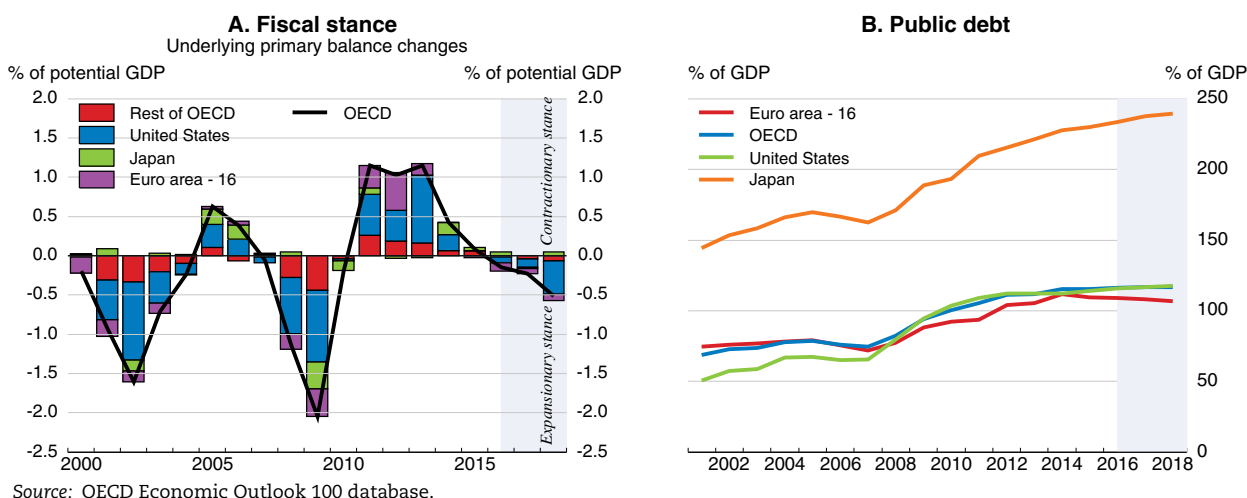 A. Fiscal stance
Underlying primary balance changes
% of potential GDP
% of potential GDP
2.0
1.5
1.0
0.5
0.0
-0.5
-1.0
-1.5
-2.0
-2.5
Rest of OECD
United States
Japan
Euro area - 16
OECD
Contractionary stance
Expansionary stance
2.0
1.5
1.0
0.5
0.0
-0.5
-1.0
-1.5
-2.0
-2.5
2000 2005 2010 2015
B. Public debt
% of GDP
% of GDP
Euro area - 16
OECD
United States
Japan
250
200
150
100
50
0
2002 2004 2006 2008 2010 2012 2014 2016 2018
Source: OECD Economic Outlook 100 database.